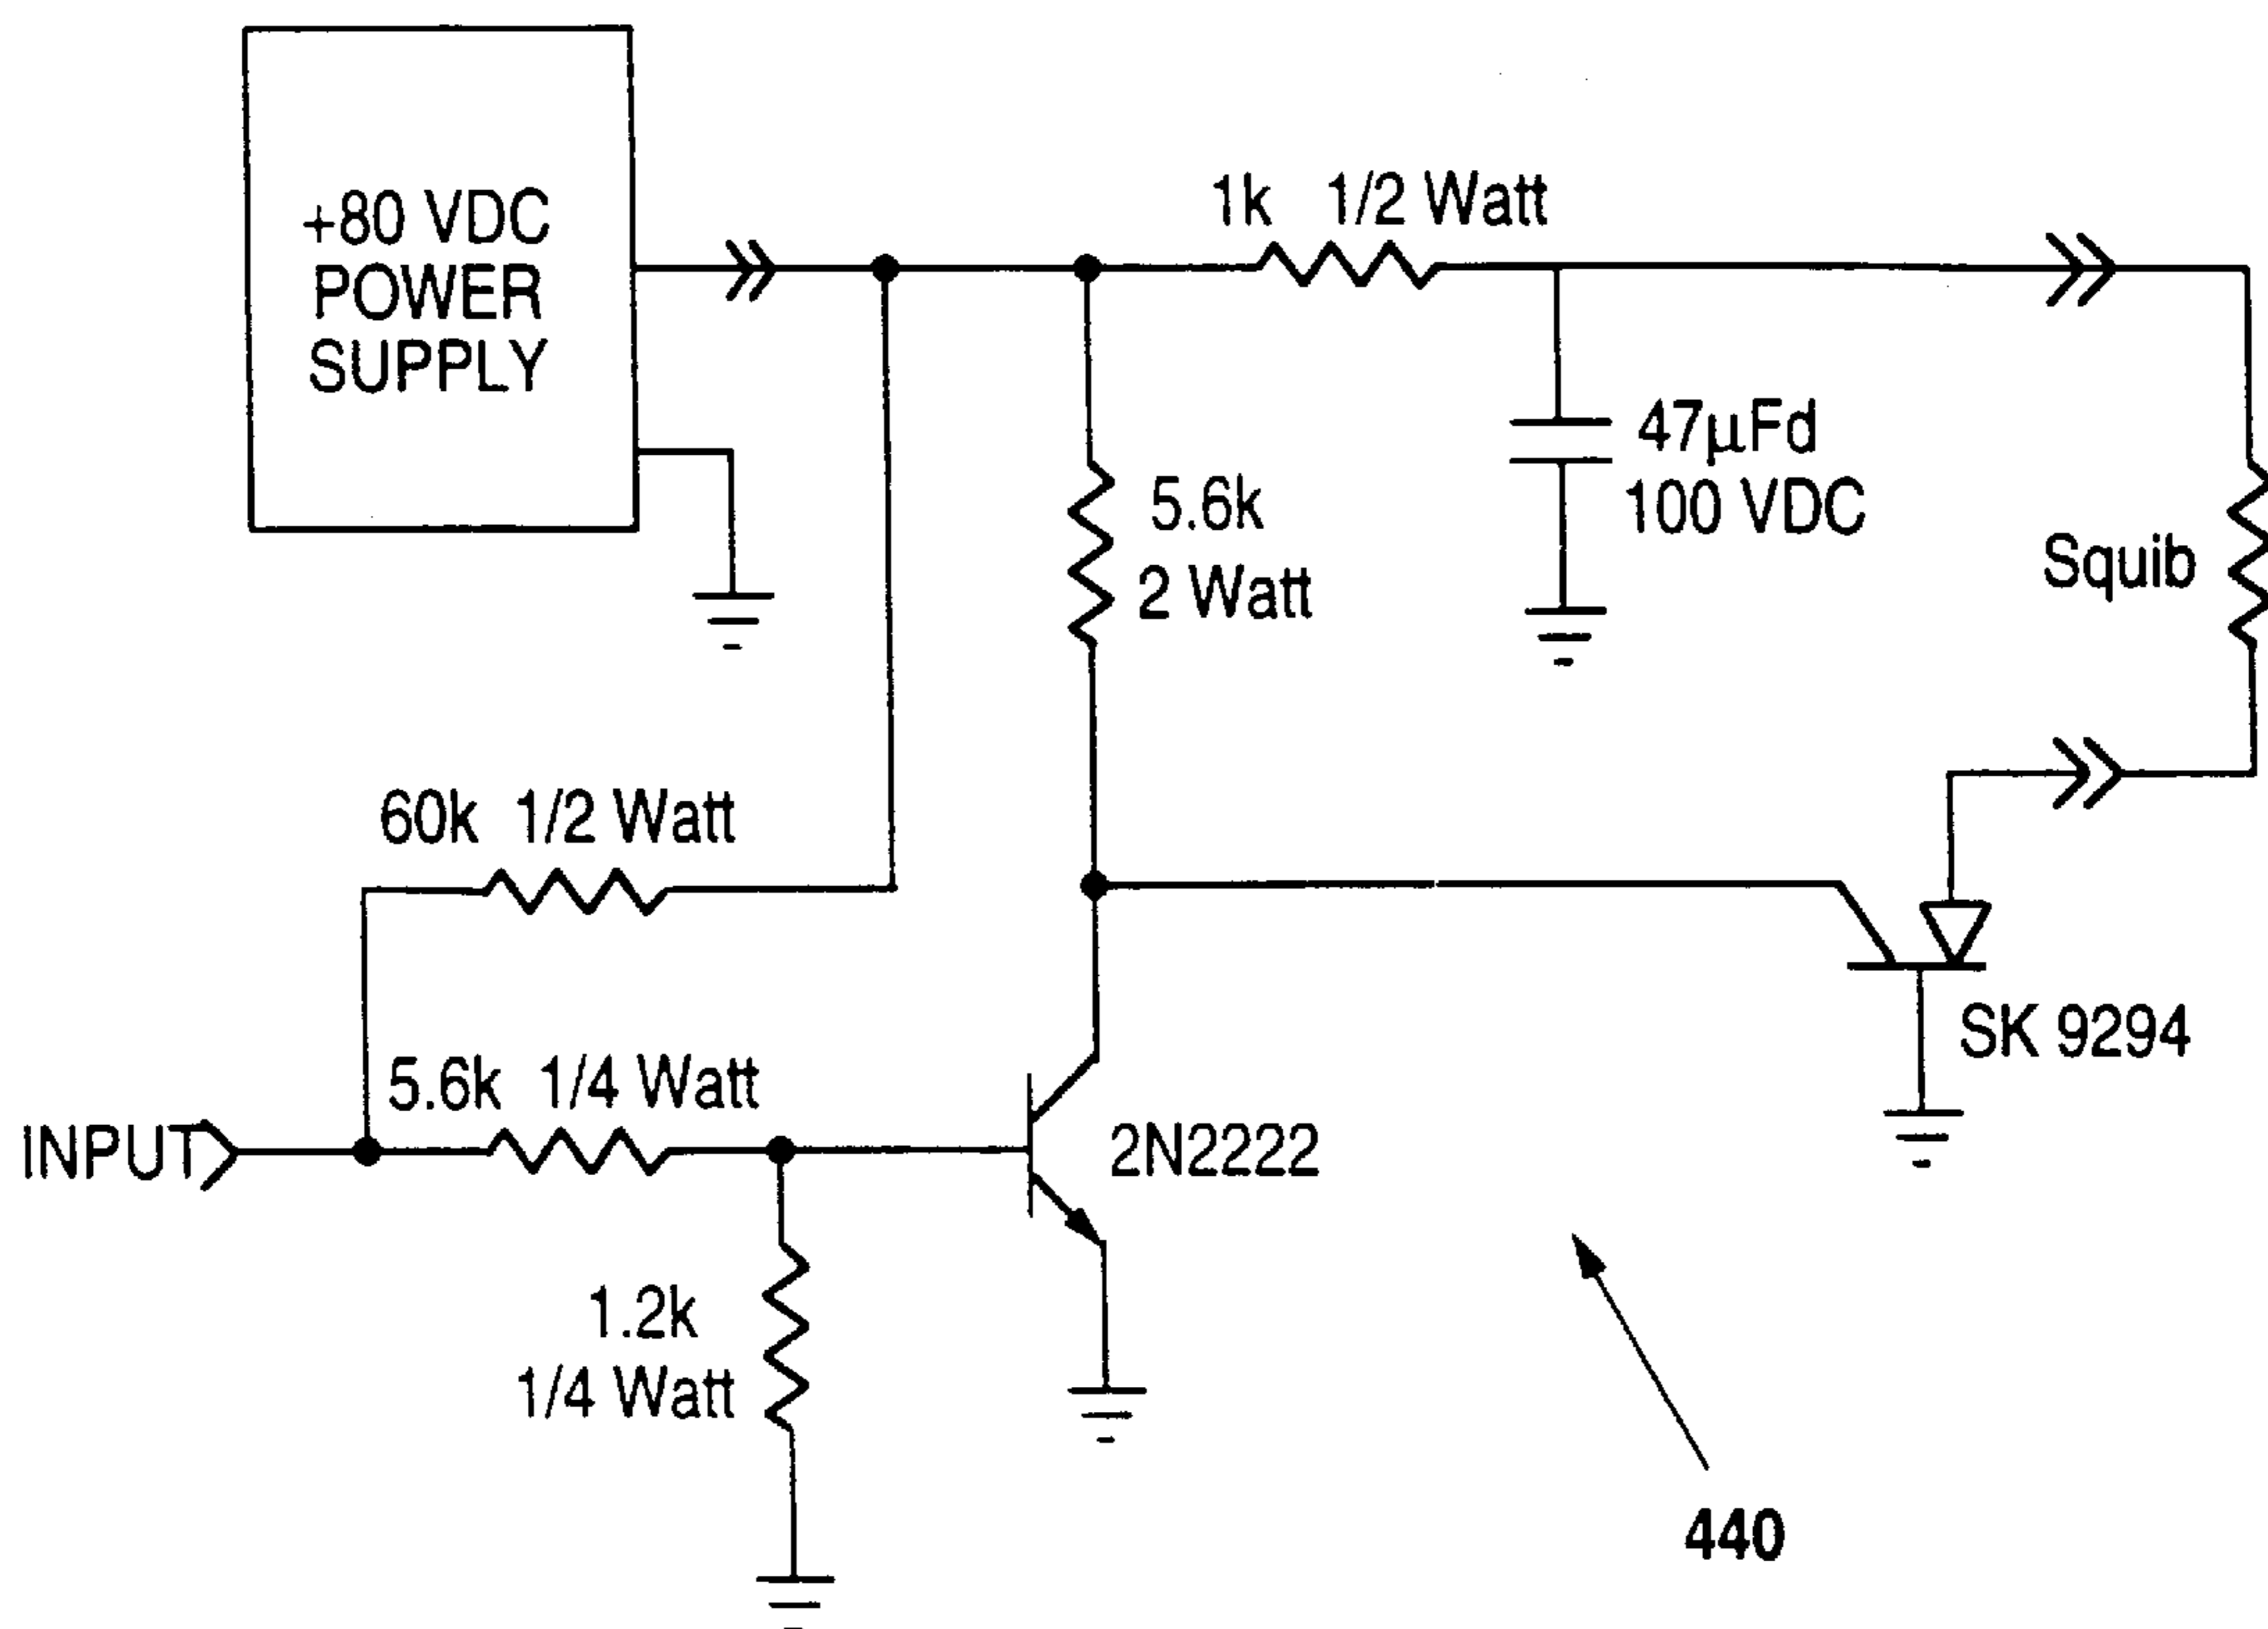 +80 VDC
POWER
SUPPLY
1k 1/2 Watt
47µFd
100 VDC
5.6k
2 Watt
Squib
60k 1/2 Watt
5.6k 1/4 Watt
INPUT
2N2222
SK 9294
1.2k
1/4 Watt
440